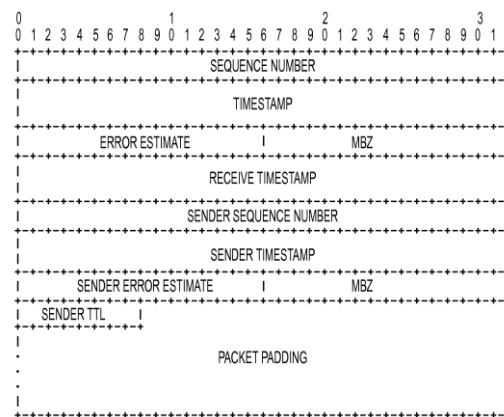 0 1 2 3
0 1 2 3 4 5 6 7 8 9 0 1 2 3 4 5 6 7 8 9 0 1 2 3 4 5 6 7 8 9 0 1
SEQUENCE NUMBER
TIMESTAMP
ERROR ESTIMATE | MBZ
RECEIVE TIMESTAMP
SENDER SEQUENCE NUMBER
SENDER TIMESTAMP
SENDER ERROR ESTIMATE | MBZ
SENDER TTL |
PACKET PADDING